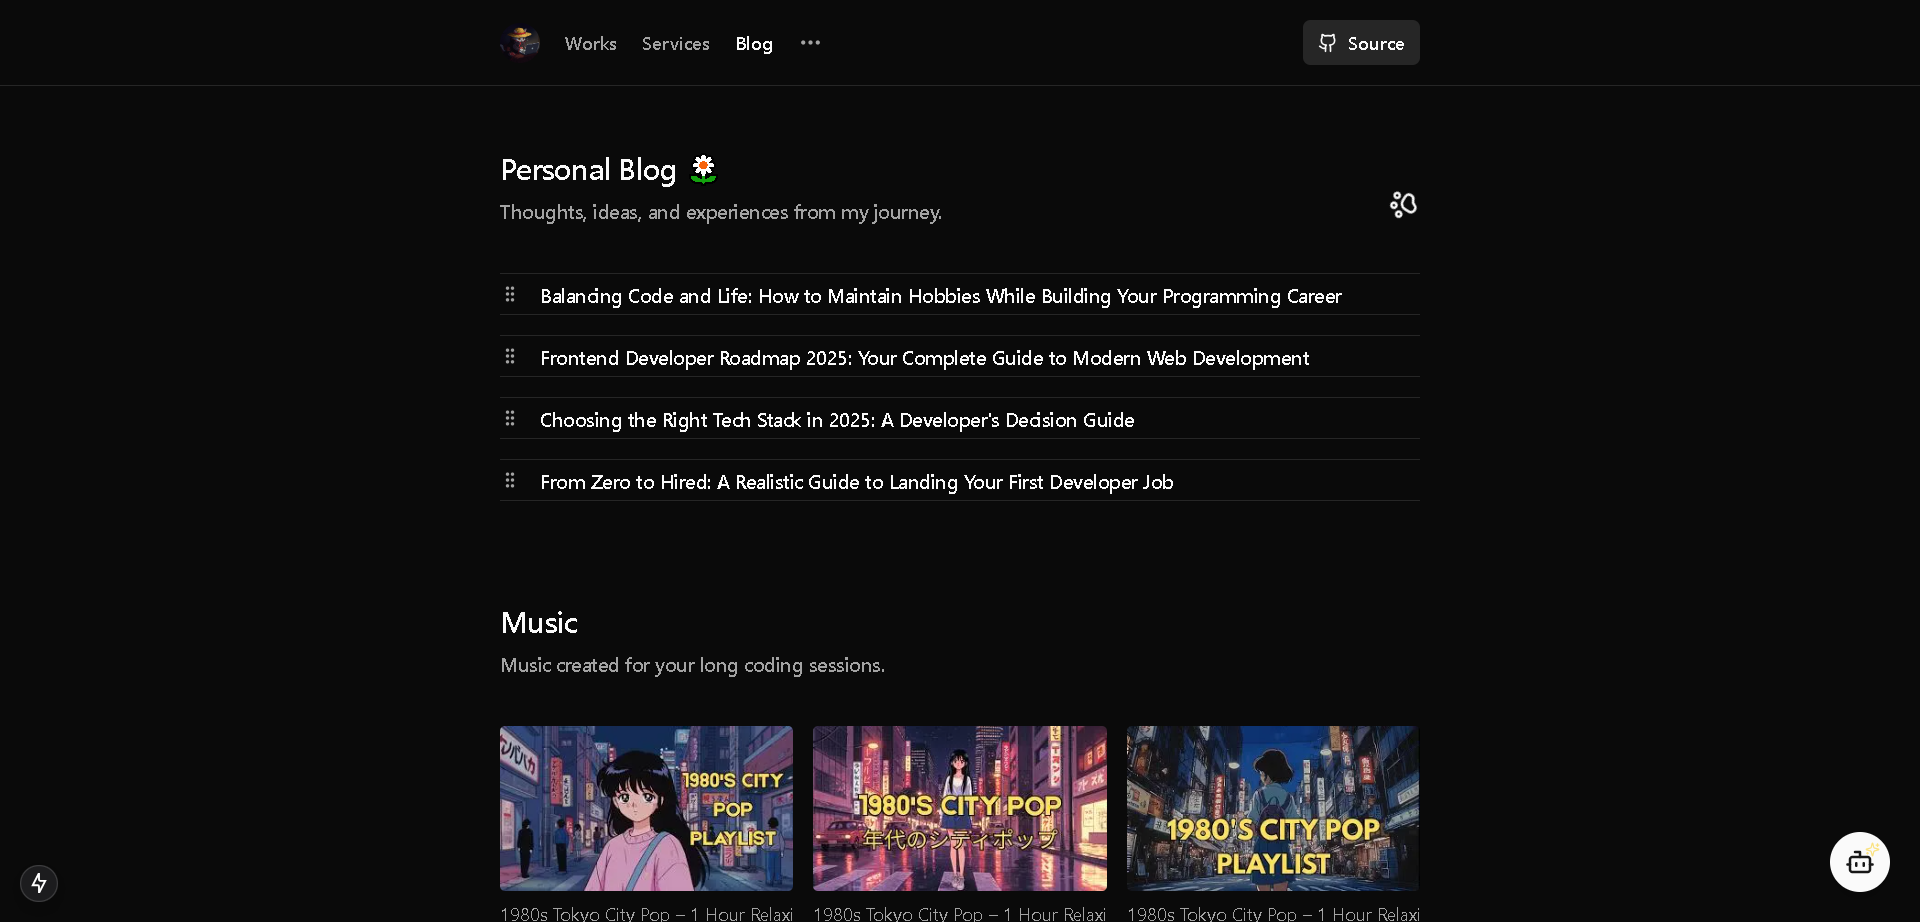 Works Services Blog
Source
Personal Blog
Thoughts, ideas, and experiences from my journey.
Balancing Code and Life: How to Maintain Hobbies While Building Your Programming Career
Frontend Developer Roadmap 2025: Your Complete Guide to Modern Web Development
Choosing the Right Tech Stack in 2025: A Developer's Decision Guide
From Zero to Hired: A Realistic Guide to Landing Your First Developer Job
Music
Music created for your long coding sessions.
1980'S CITY
POP
PLAYLIST
1980'S CITY POP
年代のシティポップ
1980'S CITY POP
PLAYLIST
1980s Tokyo City Pop – 1 Hour Relaxi
1980s Tokyo City Pop – 1 Hour Relaxi
1980s Tokyo City Pop – 1 Hour Relaxi